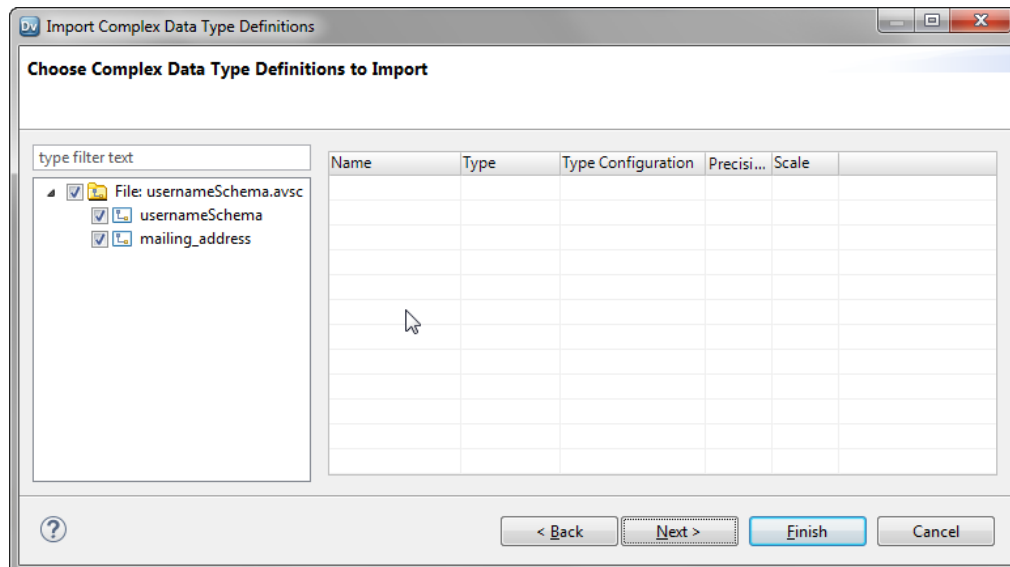 Dv Import Complex Data Type Definitions
Choose Complex Data Type Definitions to Import
type filter text
File: usernameSchema.avsc
usernameSchema
mailing_address
Name Type Type Configuration Precisi... Scale
? < Back Next > Finish Cancel